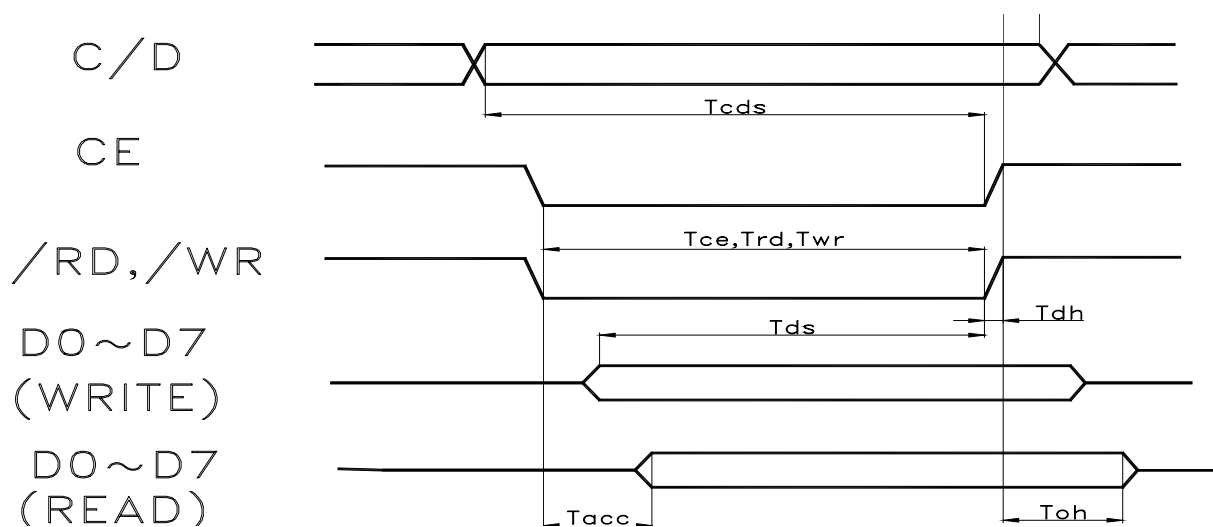 C/D
Tcds
CE
Tce,Trd,Twr
/RD,/WR
Tdh
Tds
D0~D7
(WRITE)
D0~D7
(READ)
Tacc
Toh